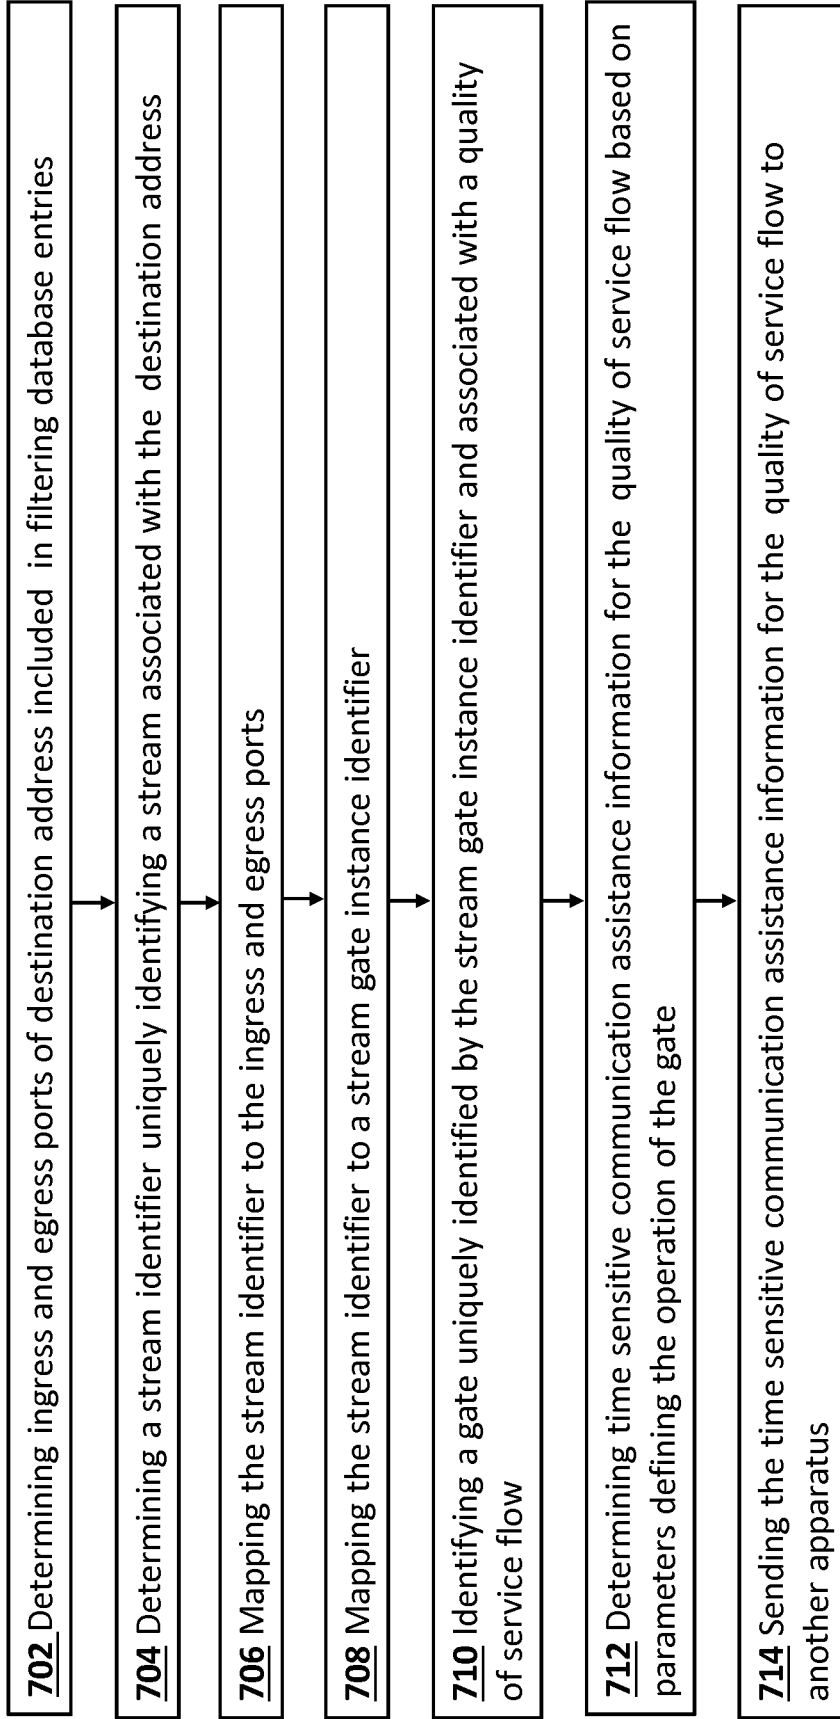 702 Determining ingress and egress ports of destination address included in filtering database entries
704 Determining a stream identifier uniquely identifying a stream associated with the destination address
706 Mapping the stream identifier to the ingress and egress ports
708 Mapping the stream identifier to a stream gate instance identifier
710 Identifying a gate uniquely identified by the stream gate instance identifier and associated with a quality
of service flow
712 Determining time sensitive communication assistance information for the quality of service flow based on
parameters defining the operation of the gate
714 Sending the time sensitive communication assistance information for the quality of service flow to
another apparatus